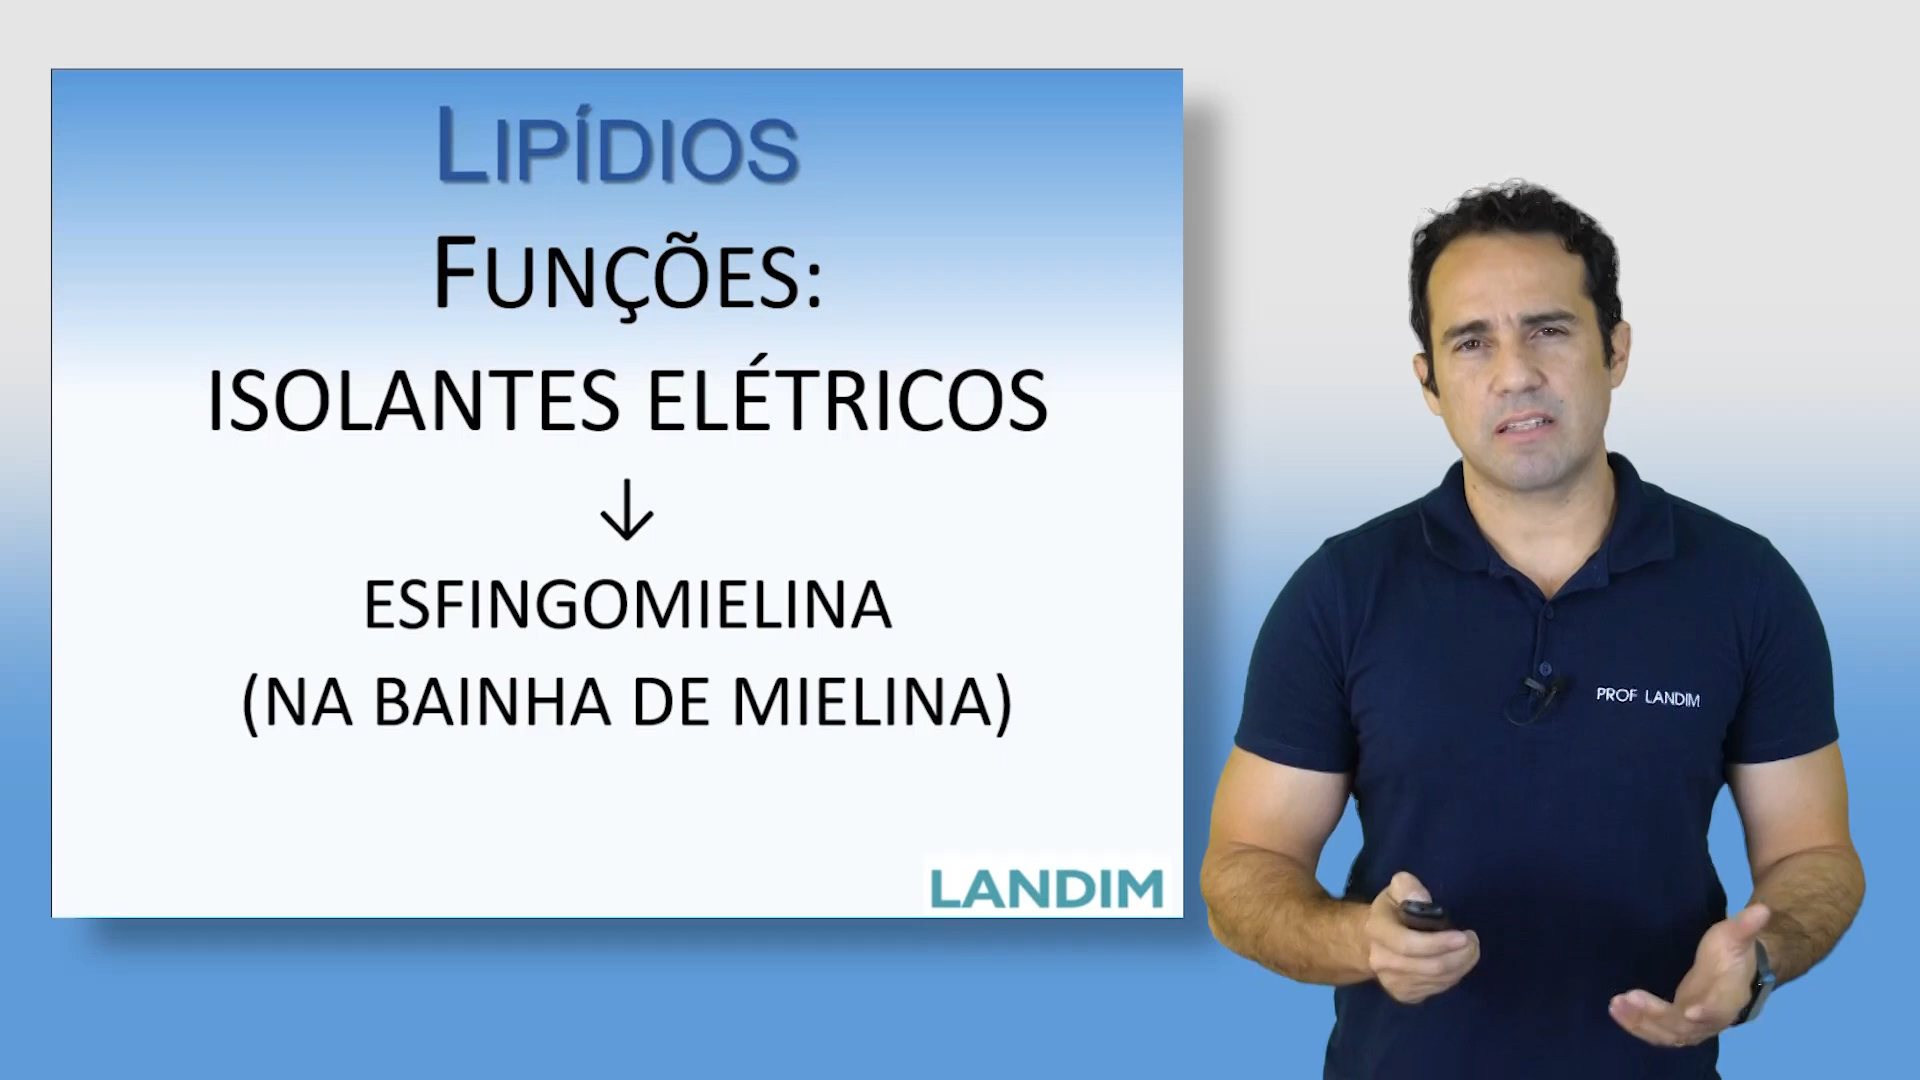 LIPÍDIOS
FUNÇÕES:
ISOLANTES ELÉTRICOS
↓
ESFINGOMIELINA
(NA BAINHA DE MIELINA)
LANDIM
PROF LANDIM